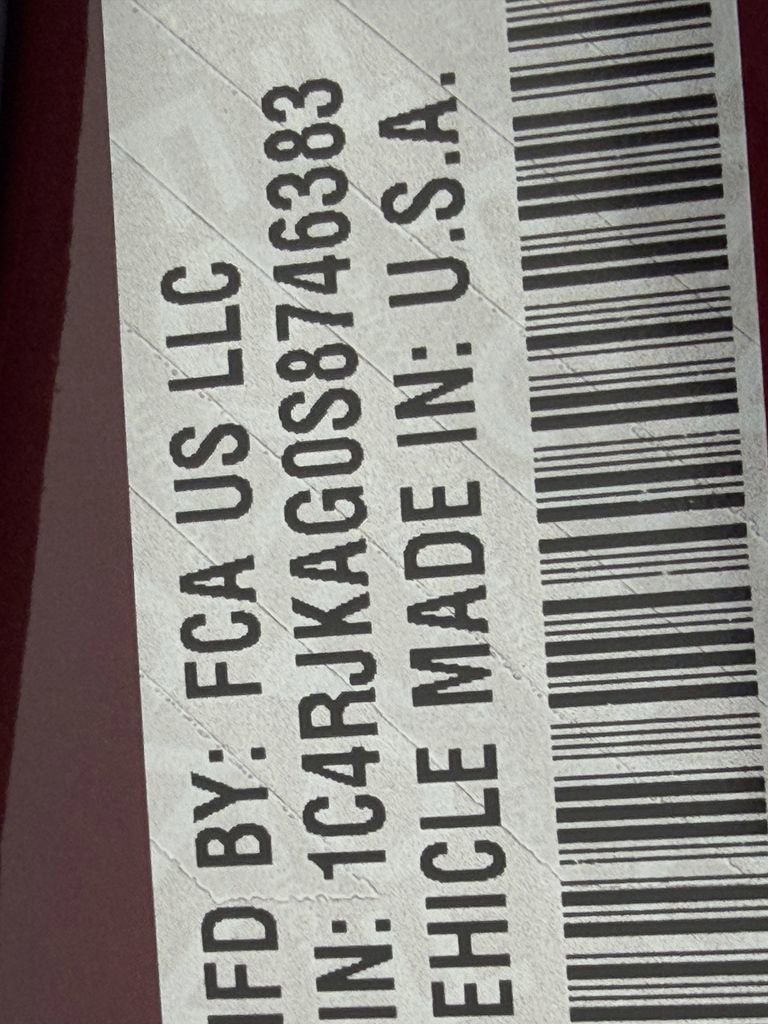 IFD BY: FCA US LLC
IN: 1C4RJKAG0S8746383
EHICLE MADE IN: U.S.A.